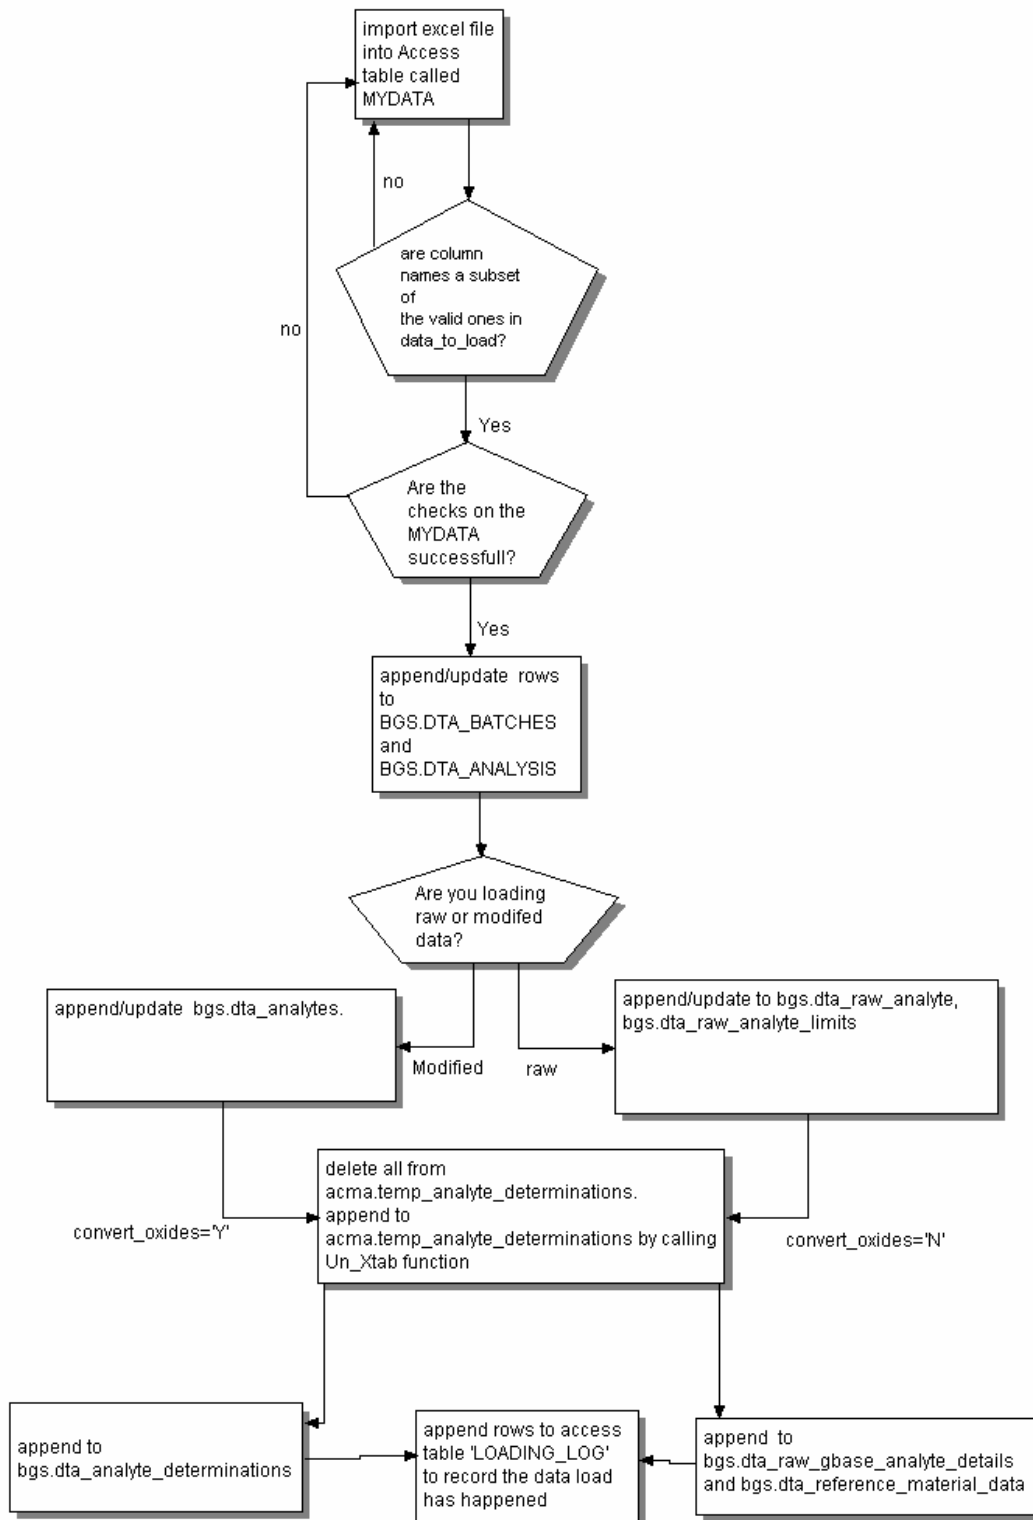 import excel file
into Access
table called
MYDATA
no
are column
names a subset
of
the valid ones in
data_to_load?
no
Yes
Are the
checks on the
MYDATA
successfull?
Yes
append/update rows
to
BGS.DTA_BATCHES
and
BGS.DTA_ANALYSIS
Are you loading
raw or modifed
data?
append/update bgs.dta_analytes.
append/update to bgs.dta_raw_analyte,
bgs.dta_raw_analyte_limits
Modified
raw
delete all from
acma.temp_analyte_determinations.
append to
acma.temp_analyte_determinations by calling
Un_Xtab function
convert_oxides='Y'
convert_oxides='N'
append to
bgs.dta_analyte_determinations
append rows to access
table 'LOADING_LOG'
to record the data load
has happened
append to
bgs.dta_raw_gbase_analyte_details
and bgs.dta_reference_material_data